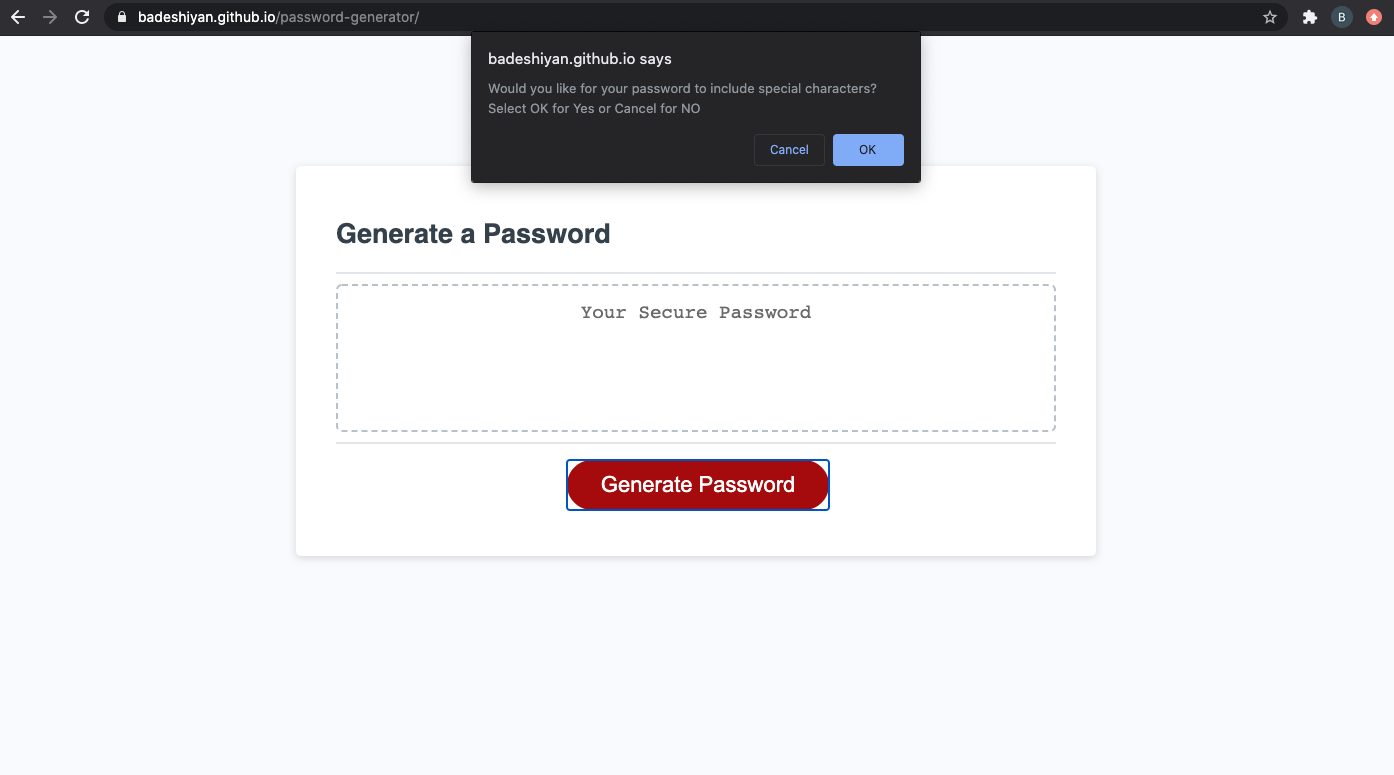 badeshiyan.github.io/password-generator/
B
badeshiyan.github.io says
Would you like for your password to include special characters?
Select OK for Yes or Cancel for NO
Cancel
OK
Generate a Password
Your Secure Password
Generate Password